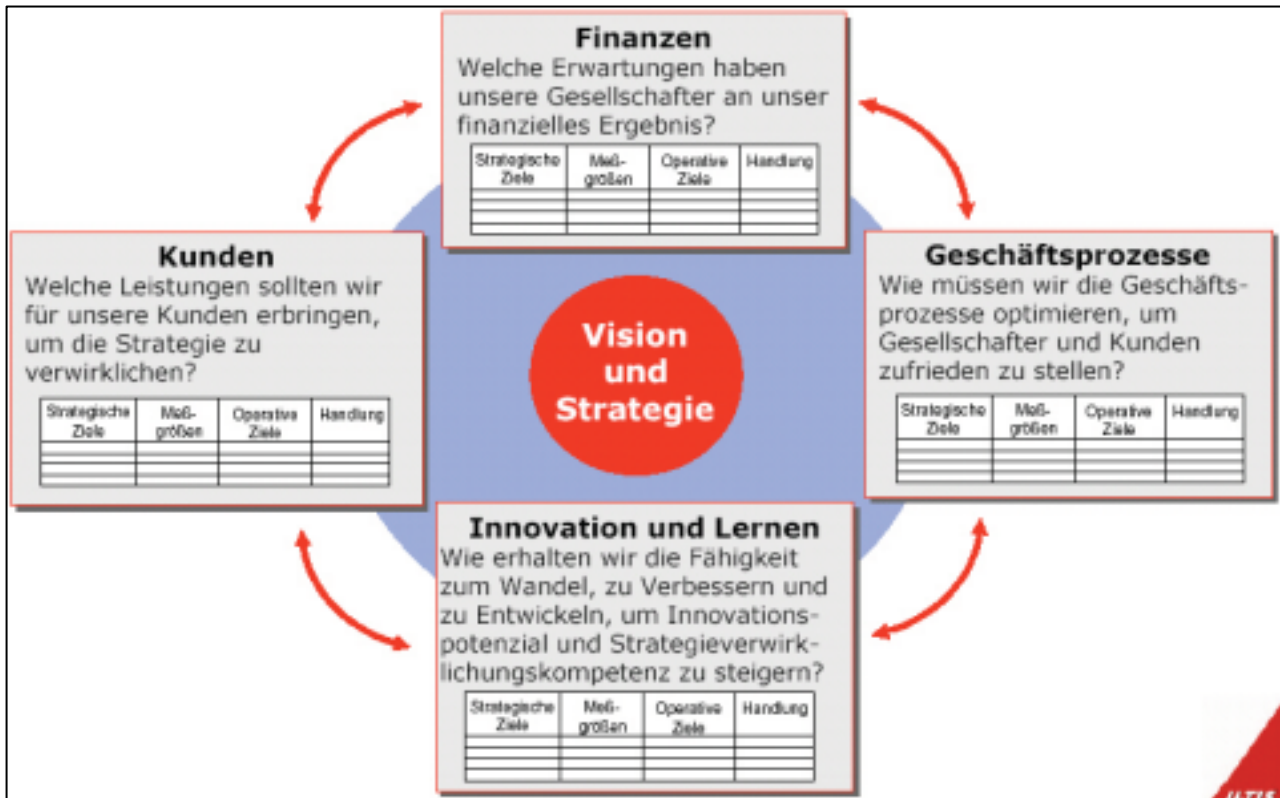 Finanzen
Welche Erwartungen haben
unsere Gesellschafter an unser
finanzielles Ergebnis?
Strategische Ziele Meß-größen Operative Ziele Handlung
Kunden
Welche Leistungen sollten wir
für unsere Kunden erbringen,
um die Strategie zu
verwirklichen?
Strategische Ziele Meß-größen Operative Ziele Handlung
Vision
und
Strategie
Geschäftsprozesse
Wie müssen wir die Geschäfts-
prozesse optimieren, um
Gesellschafter und Kunden
zufrieden zu stellen?
Strategische Ziele Meß-größen Operative Ziele Handlung
Innovation und Lernen
Wie erhalten wir die Fähigkeit
zum Wandel, zu Verbessern und
zu Entwickeln, um Innovations-
potenzial und Strategieverwirk-
lichungskompetenz zu steigern?
Strategische Ziele Meß-größen Operative Ziele Handlung